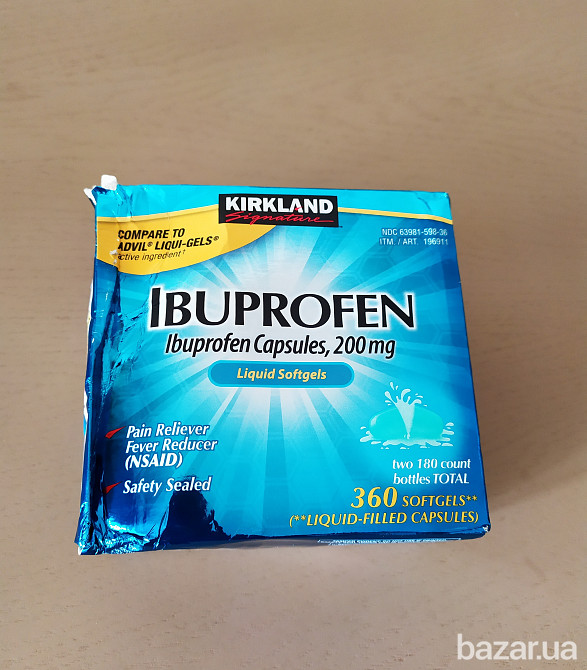 KIRKLAND
Signature
COMPARE TO
ADVIL® LIQUI-GELS®
active ingredient†
NDC 63981-598-36
ITM. / ART. 196911
IBUPROFEN
Ibuprofen Capsules, 200 mg
Liquid Softgels
Pain Reliever
Fever Reducer
(NSAID)
Safety Sealed
two 180 count
bottles TOTAL
360 SOFTGELS**
(**LIQUID-FILLED CAPSULES)
bazar.ua